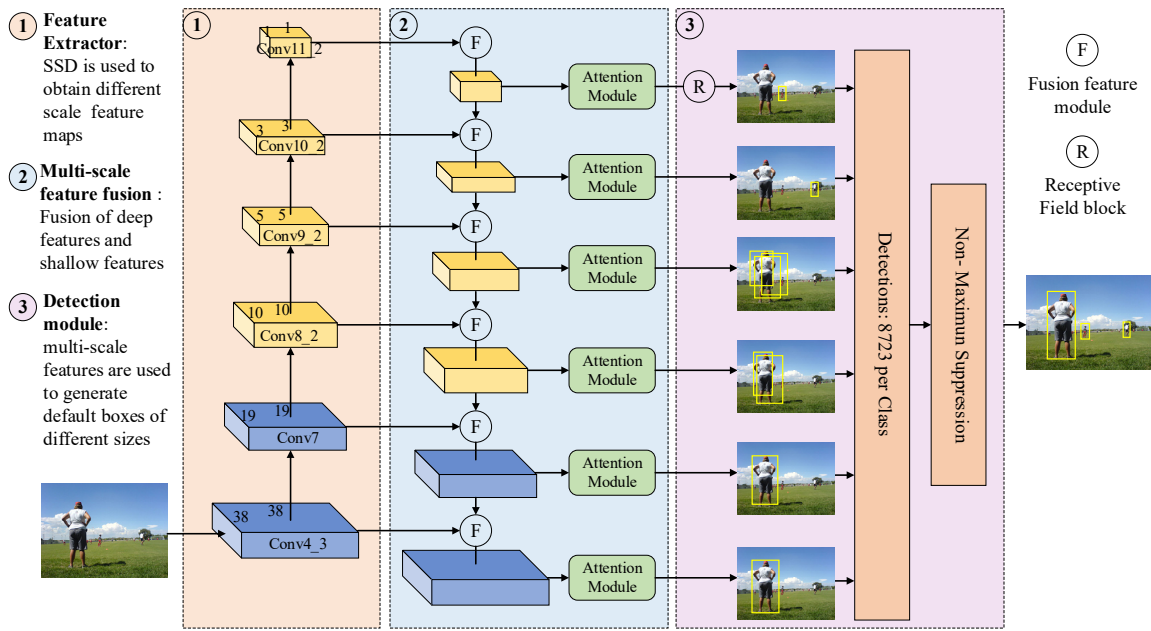 1
Feature
Extractor:
SSD is used to
obtain different
scale feature
maps
2
Multi-scale
feature fusion :
Fusion of deep
features and
shallow features
3
Detection
module:
multi-scale
features are used
to generate
default boxes of
different sizes
1
1 1
Conv11_2
3 3
Conv10_2
5 5
Conv9_2
10 10
Conv8_2
19 19
Conv7
38 38
Conv4_3
2
F
Attention
Module
F
Attention
Module
F
Attention
Module
F
Attention
Module
F
Attention
Module
F
Attention
Module
3
R
Detections: 8723 per Class
Non- Maximun Suppression
F
Fusion feature
module
R
Receptive
Field block